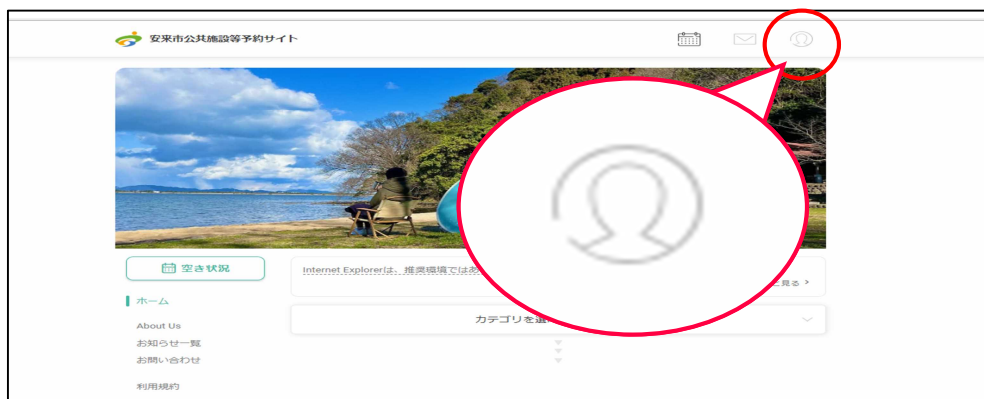 安来市公共施設等予約サイト
空き状況
Internet Explorerは、推奨環境ではあ
見る >
ホーム
カテゴリを選
About Us
お知らせ一覧
お問い合わせ
利用規約